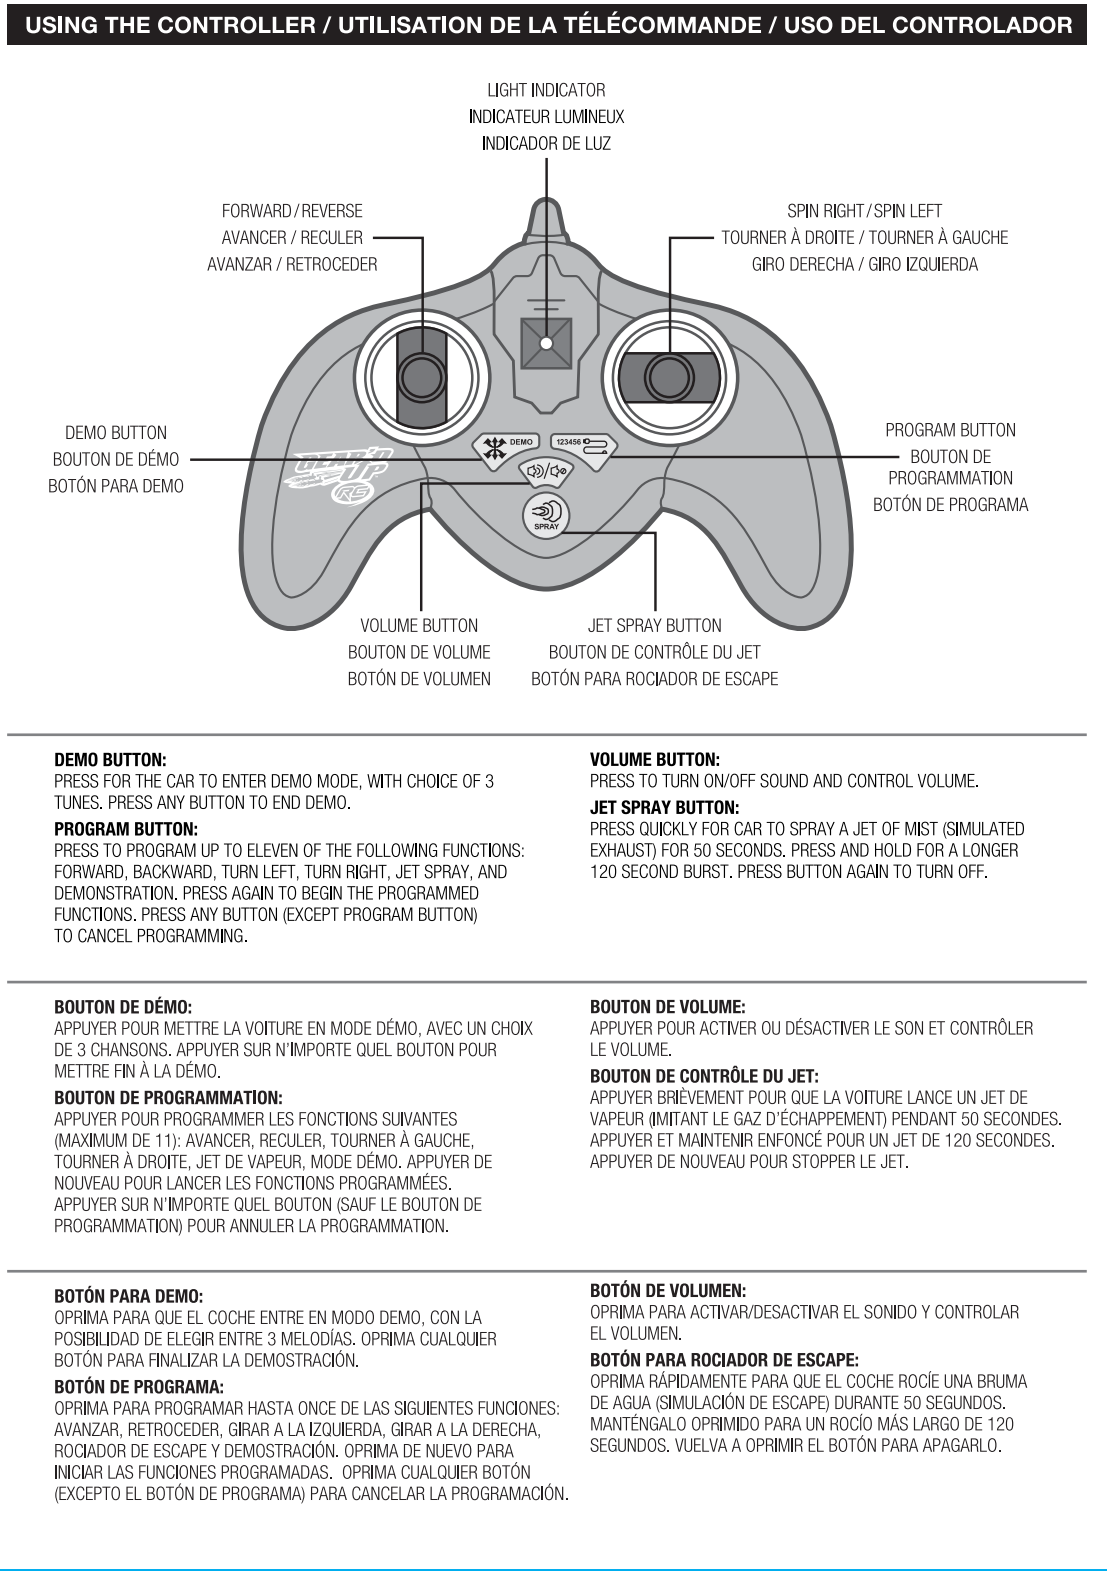 USING THE CONTROLLER / UTILISATION DE LA TÉLÉCOMMANDE / USO DEL CONTROLADOR
LIGHT INDICATOR
INDICATEUR LUMINEUX
INDICADOR DE LUZ
FORWARD/REVERSE
AVANCER / RECULER
AVANZAR / RETROCEDER
SPIN RIGHT/SPIN LEFT
TOURNER À DROITE / TOURNER À GAUCHE
GIRO DERECHA / GIRO IZQUIERDA
DEMO BUTTON
BOUTON DE DÉMO
BOTÓN PARA DEMO
DEMO
123456
GEAR'D
UP
RC
SPRAY
PROGRAM BUTTON
BOUTON DE
PROGRAMMATION
BOTÓN DE PROGRAMA
VOLUME BUTTON
BOUTON DE VOLUME
BOTÓN DE VOLUMEN
JET SPRAY BUTTON
BOUTON DE CONTRÔLE DU JET
BOTÓN PARA ROCIADOR DE ESCAPE
DEMO BUTTON:
PRESS FOR THE CAR TO ENTER DEMO MODE, WITH CHOICE OF 3
TUNES. PRESS ANY BUTTON TO END DEMO.
PROGRAM BUTTON:
PRESS TO PROGRAM UP TO ELEVEN OF THE FOLLOWING FUNCTIONS:
FORWARD, BACKWARD, TURN LEFT, TURN RIGHT, JET SPRAY, AND
DEMONSTRATION. PRESS AGAIN TO BEGIN THE PROGRAMMED
FUNCTIONS. PRESS ANY BUTTON (EXCEPT PROGRAM BUTTON)
TO CANCEL PROGRAMMING.
VOLUME BUTTON:
PRESS TO TURN ON/OFF SOUND AND CONTROL VOLUME.
JET SPRAY BUTTON:
PRESS QUICKLY FOR CAR TO SPRAY A JET OF MIST (SIMULATED
EXHAUST) FOR 50 SECONDS. PRESS AND HOLD FOR A LONGER
120 SECOND BURST. PRESS BUTTON AGAIN TO TURN OFF.
BOUTON DE DÉMO:
APPUYER POUR METTRE LA VOITURE EN MODE DÉMO, AVEC UN CHOIX
DE 3 CHANSONS. APPUYER SUR N'IMPORTE QUEL BOUTON POUR
METTRE FIN À LA DÉMO.
BOUTON DE PROGRAMMATION:
APPUYER POUR PROGRAMMER LES FONCTIONS SUIVANTES
(MAXIMUM DE 11): AVANCER, RECULER, TOURNER À GAUCHE,
TOURNER À DROITE, JET DE VAPEUR, MODE DÉMO. APPUYER DE
NOUVEAU POUR LANCER LES FONCTIONS PROGRAMMÉES.
APPUYER SUR N'IMPORTE QUEL BOUTON (SAUF LE BOUTON DE
PROGRAMMATION) POUR ANNULER LA PROGRAMMATION.
BOUTON DE VOLUME:
APPUYER POUR ACTIVER OU DÉSACTIVER LE SON ET CONTRÔLER
LE VOLUME.
BOUTON DE CONTRÔLE DU JET:
APPUYER BRIÈVEMENT POUR QUE LA VOITURE LANCE UN JET DE
VAPEUR (IMITANT LE GAZ D'ÉCHAPPEMENT) PENDANT 50 SECONDES.
APPUYER ET MAINTENIR ENFONCÉ POUR UN JET DE 120 SECONDES.
APPUYER DE NOUVEAU POUR STOPPER LE JET.
BOTÓN PARA DEMO:
OPRIMA PARA QUE EL COCHE ENTRE EN MODO DEMO, CON LA
POSIBILIDAD DE ELEGIR ENTRE 3 MELODÍAS. OPRIMA CUALQUIER
BOTÓN PARA FINALIZAR LA DEMOSTRACIÓN.
BOTÓN DE PROGRAMA:
OPRIMA PARA PROGRAMAR HASTA ONCE DE LAS SIGUIENTES FUNCIONES:
AVANZAR, RETROCEDER, GIRAR A LA IZQUIERDA, GIRAR A LA DERECHA,
ROCIADOR DE ESCAPE Y DEMOSTRACIÓN. OPRIMA DE NUEVO PARA
INICIAR LAS FUNCIONES PROGRAMADAS. OPRIMA CUALQUIER BOTÓN
(EXCEPTO EL BOTÓN DE PROGRAMA) PARA CANCELAR LA PROGRAMACIÓN.
BOTÓN DE VOLUMEN:
OPRIMA PARA ACTIVAR/DESACTIVAR EL SONIDO Y CONTROLAR
EL VOLUMEN.
BOTÓN PARA ROCIADOR DE ESCAPE:
OPRIMA RÁPIDAMENTE PARA QUE EL COCHE ROCÍE UNA BRUMA
DE AGUA (SIMULACIÓN DE ESCAPE) DURANTE 50 SEGUNDOS.
MANTÉNGALO OPRIMIDO PARA UN ROCÍO MÁS LARGO DE 120
SEGUNDOS. VUELVA A OPRIMIR EL BOTÓN PARA APAGARLO.